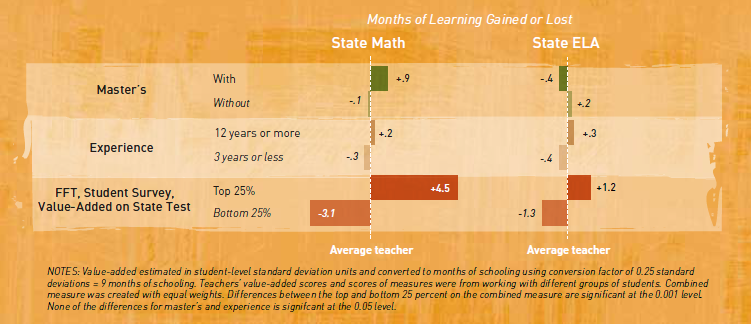 Months of Learning Gained or Lost
State Math State ELA
Master's With +.9 -.4
Without -.1 +.2
Experience 12 years or more +.2 +.3
3 years or less -.3 -.4
FFT, Student Survey, Value-Added on State Test Top 25% +4.5 +1.2
Bottom 25% -3.1 -1.3
Average teacher Average teacher
NOTES: Value-added estimated in student-level standard deviation units and converted to months of schooling using conversion factor of 0.25 standard
deviations = 9 months of schooling. Teachers' value-added scores and scores of measures were from working with different groups of students. Combined
measure was created with equal weights. Differences between the top and bottom 25 percent on the combined measure are significant at the 0.001 level.
None of the differences for master's and experience is signifcant at the 0.05 level.